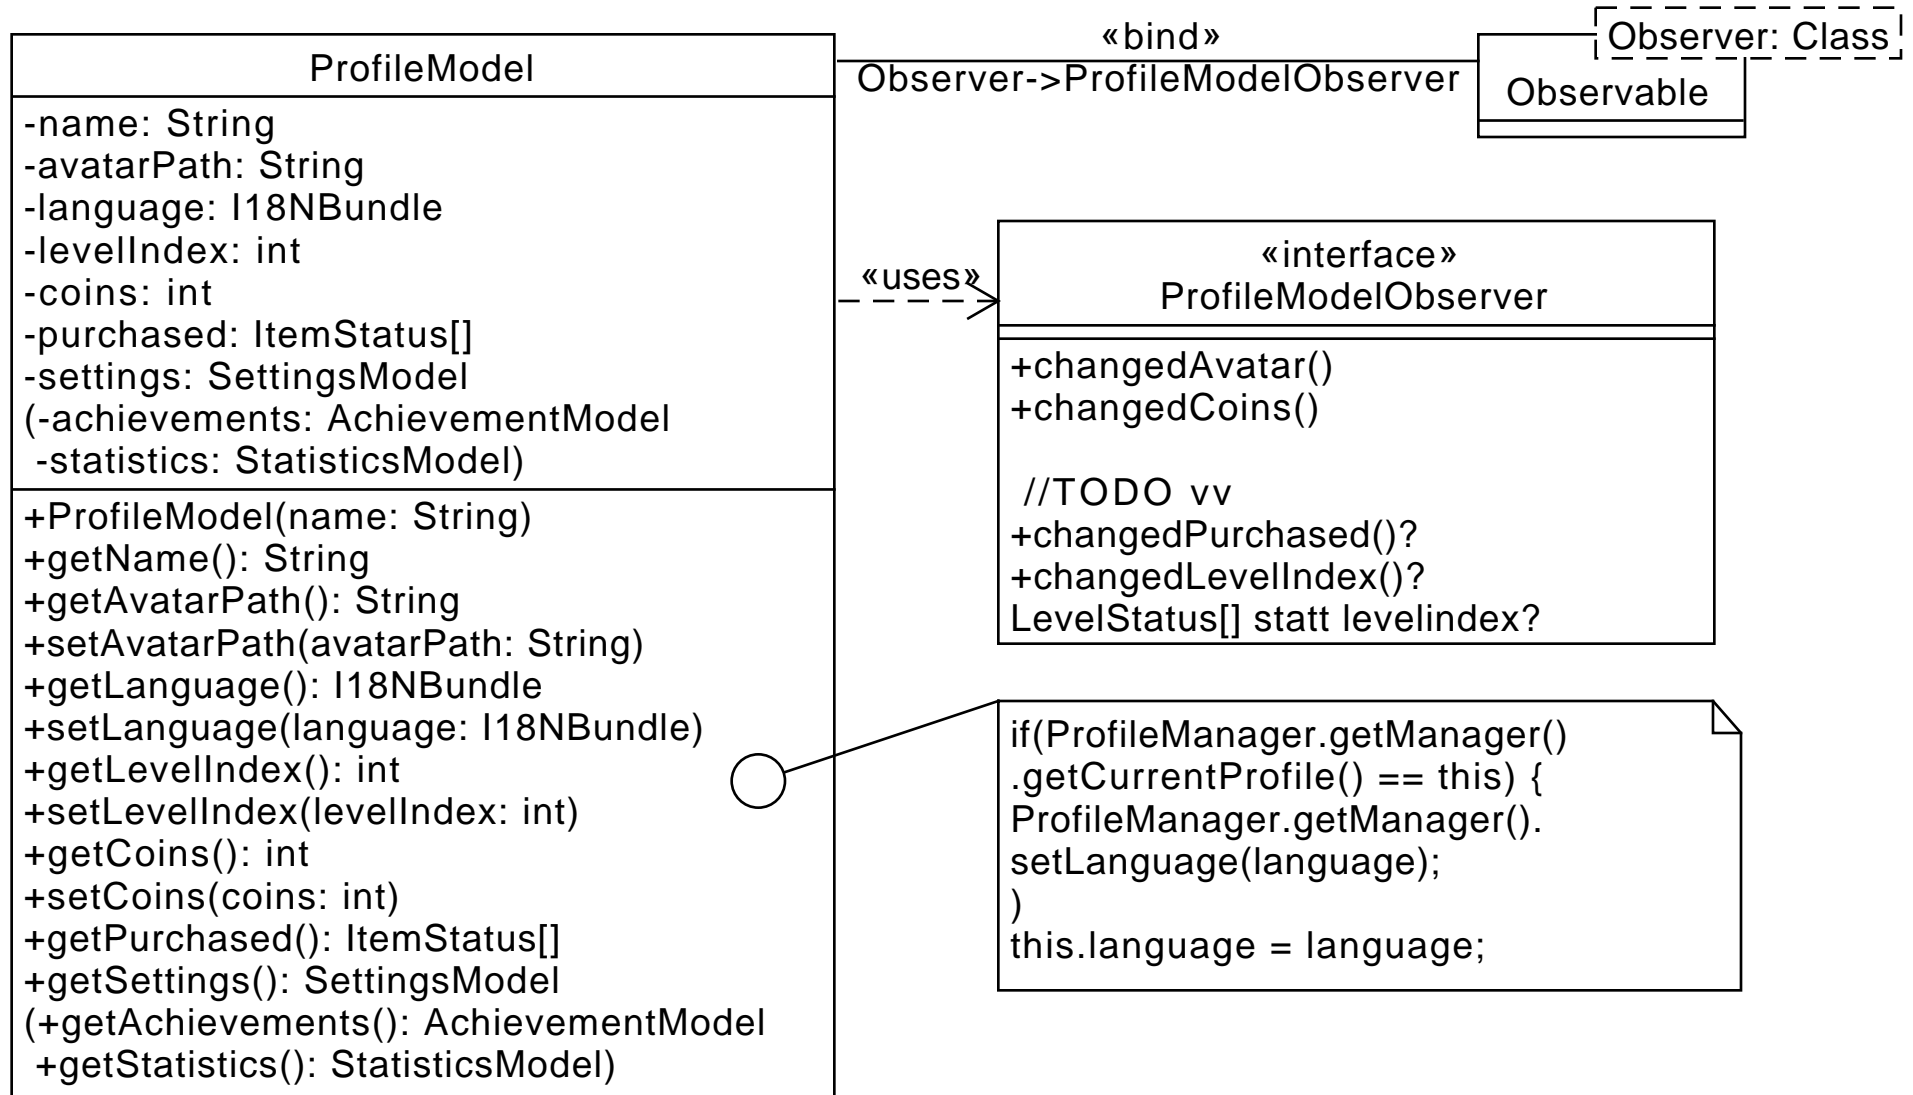 ProfileModel
-name: String
-avatarPath: String
-language: I18NBundle
-levelIndex: int
-coins: int
-purchased: ItemStatus[]
-settings: SettingsModel
(-achievements: AchievementModel
-statistics: StatisticsModel)
+ProfileModel(name: String)
+getName(): String
+getAvatarPath(): String
+setAvatarPath(avatarPath: String)
+getLanguage(): I18NBundle
+setLanguage(language: I18NBundle)
+getLevelIndex(): int
+setLevelIndex(levelIndex: int)
+getCoins(): int
+setCoins(coins: int)
+getPurchased(): ItemStatus[]
+getSettings(): SettingsModel
(+getAchievements(): AchievementModel
+getStatistics(): StatisticsModel)
«bind»
Observer->ProfileModelObserver
Observer: Class
Observable
«uses»
«interface»
ProfileModelObserver
+changedAvatar()
+changedCoins()
//TODO vv
+changedPurchased()?
+changedLevelIndex()?
LevelStatus[] statt levelindex?
if(ProfileManager.getManager()
.getCurrentProfile() == this) {
ProfileManager.getManager().
setLanguage(language);
)
this.language = language;